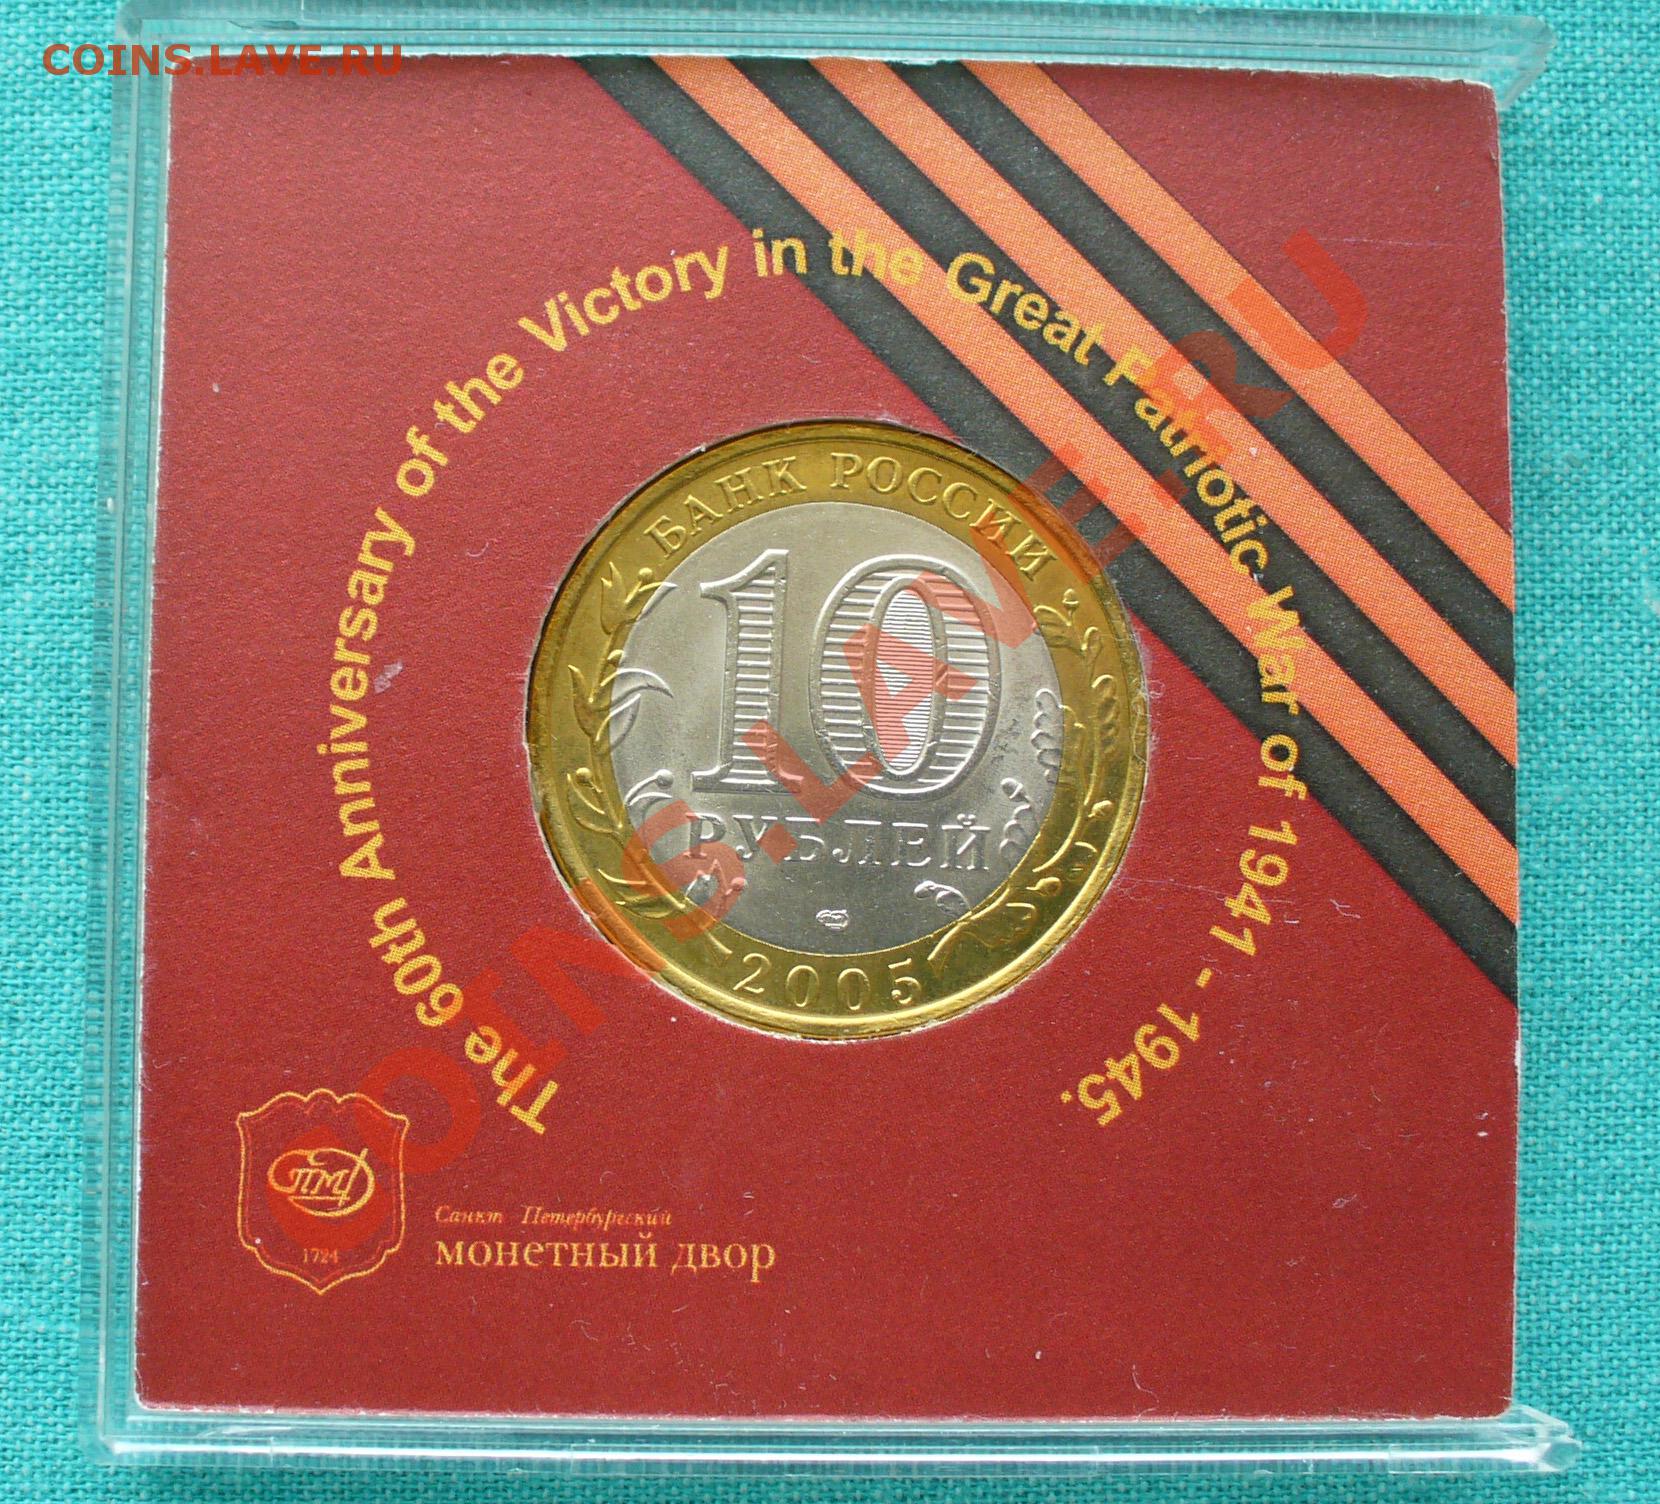 COINS.LAVE.RU
The 60th Anniversary of the Victory in the Great Patriotic War of 1941 - 1945.
БАНК РОССИИ
10
РУБЛЕЙ
2005
COINS.LAVE.RU
СПМД
1724
Санкт Петербургский
МОНЕТНЫЙ ДВОР